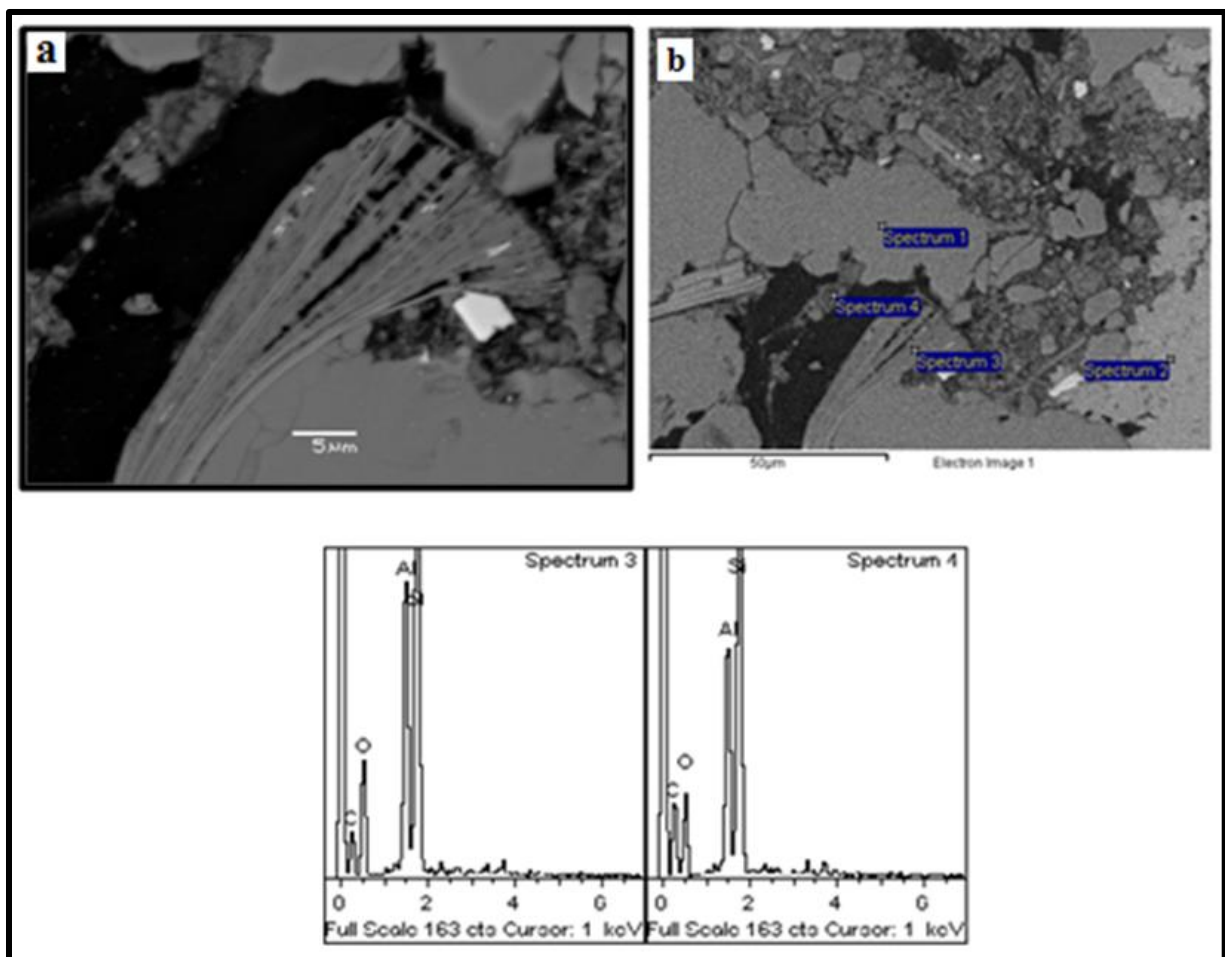 a
5μm
b
Spectrum 1
Spectrum 4
Spectrum 3
Spectrum 2
50μm
Electron Image 1
Spectrum 3
Al
Si
O
C
0 2 4 6
Full Scale 163 cts Cursor: 1 keV
Spectrum 4
Si
Al
O
C
0 2 4 6
Full Scale 163 cts Cursor: 1 keV